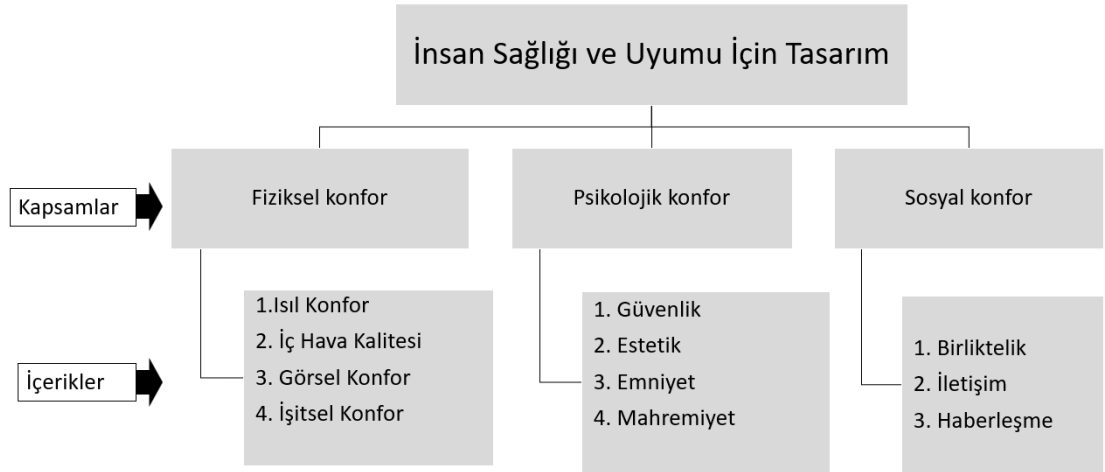 İnsan Sağlığı ve Uyumu İçin Tasarım
Kapsamlar
Fiziksel konfor
Psikolojik konfor
Sosyal konfor
İçerikler
1.Isıl Konfor
2. İç Hava Kalitesi
3. Görsel Konfor
4. İşitsel Konfor
1. Güvenlik
2. Estetik
3. Emniyet
4. Mahremiyet
1. Birliktelik
2. İletişim
3. Haberleşme